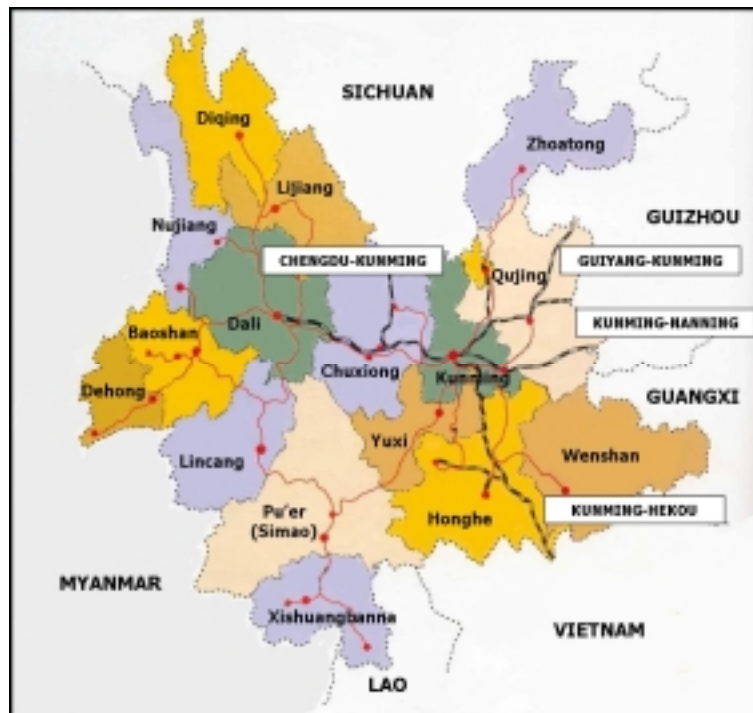 SICHUAN
Diqing
Zhoatong
Lijiang
GUIZHOU
Nujiang
CHENGDU-KUNMING
GUIYANG-KUNMING
Qujing
KUNMING-NANNING
Baoshan
Dali
Chuxiong
Kunming
Dehong
GUANGXI
Yuxi
Wenshan
Lincang
KUNMING-HEKOU
Pu'er
(Simao)
Honghe
MYANMAR
Xishuangbanna
VIETNAM
LAO